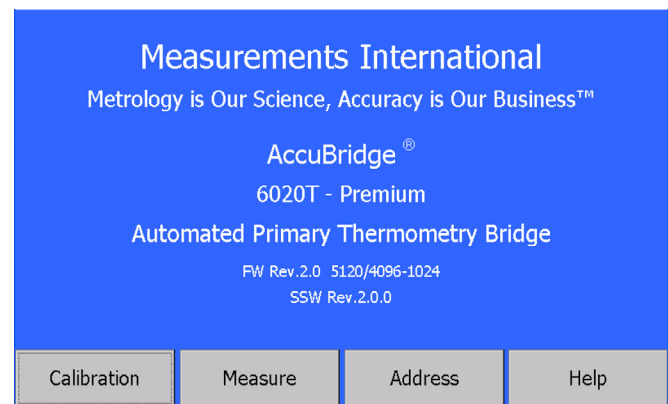 Measurements International
Metrology is Our Science, Accuracy is Our Business™
AccuBridge ®
6020T - Premium
Automated Primary Thermometry Bridge
FW Rev.2.0 5120/4096-1024
SSW Rev.2.0.0
Calibration Measure Address Help